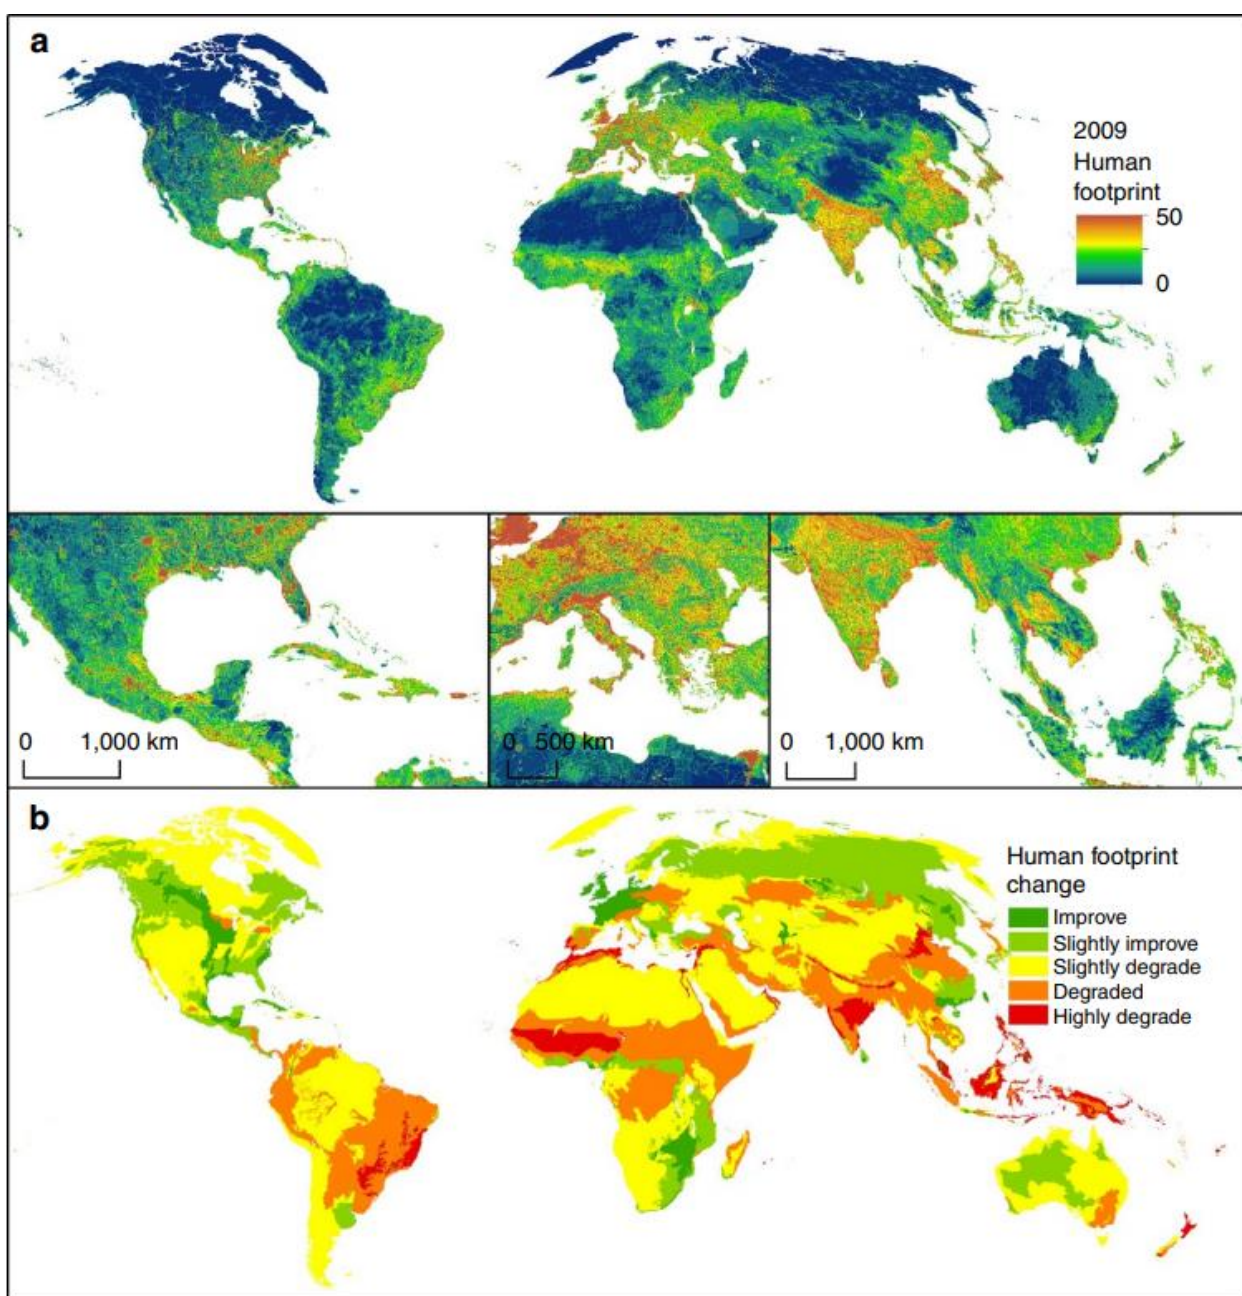 a
2009
Human
footprint
50
0
0 1,000 km
0 500 km
0 1,000 km
b
Human footprint
change
Improve
Slightly improve
Slightly degrade
Degraded
Highly degrade